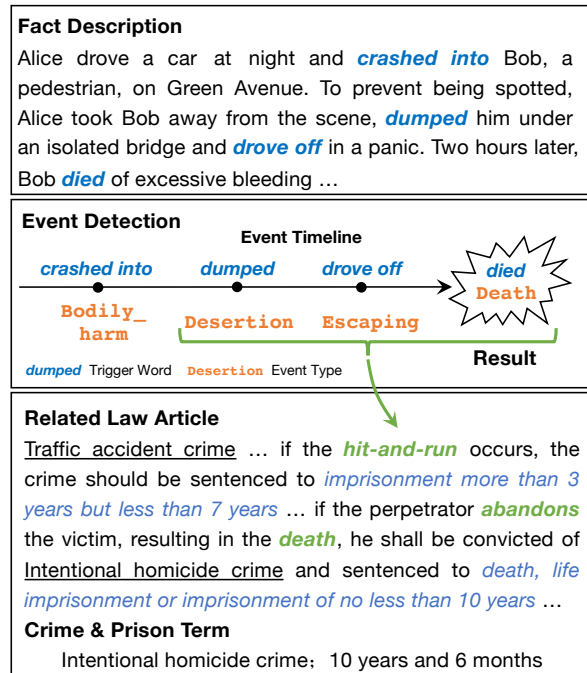 Fact Description
Alice drove a car at night and crashed into Bob, a
pedestrian, on Green Avenue. To prevent being spotted,
Alice took Bob away from the scene, dumped him under
an isolated bridge and drove off in a panic. Two hours later,
Bob died of excessive bleeding ...
Event Detection
Event Timeline
crashed into dumped drove off died
Bodily_ Desertion Escaping Death
harm
Result
dumped Trigger Word Desertion Event Type
Related Law Article
Traffic accident crime ... if the hit-and-run occurs, the
crime should be sentenced to imprisonment more than 3
years but less than 7 years ... if the perpetrator abandons
the victim, resulting in the death, he shall be convicted of
Intentional homicide crime and sentenced to death, life
imprisonment or imprisonment of no less than 10 years ...
Crime & Prison Term
Intentional homicide crime; 10 years and 6 months